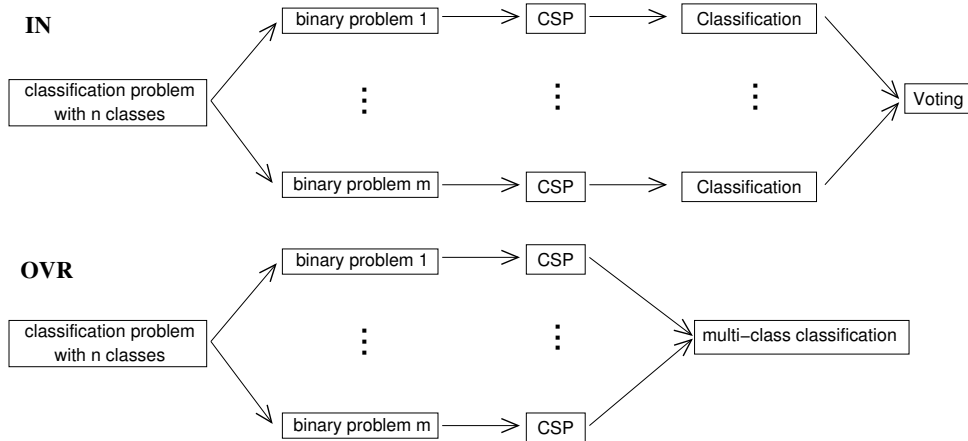 IN
binary problem 1
CSP
Classification
classification problem
with n classes
Voting
binary problem m
CSP
Classification
OVR
binary problem 1
CSP
classification problem
with n classes
multi−class classification
binary problem m
CSP